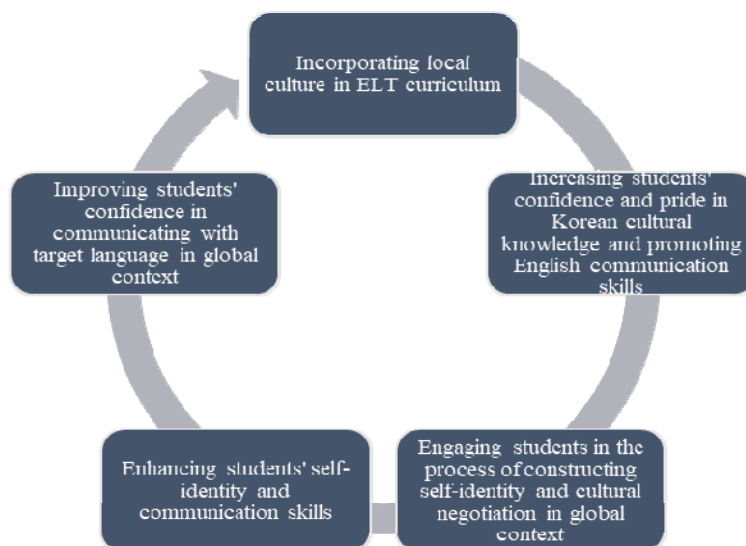 Incorporating local
culture in ELT curriculum
Increasing students'
confidence and pride in
Korean cultural
knowledge and promoting
English communication
skills
Engaging students in the
process of constructing
self-identity and cultural
negotiation in global
context
Enhancing students' self-
identity and
communication skills
Improving students'
confidence in
communicating with
target language in global
context